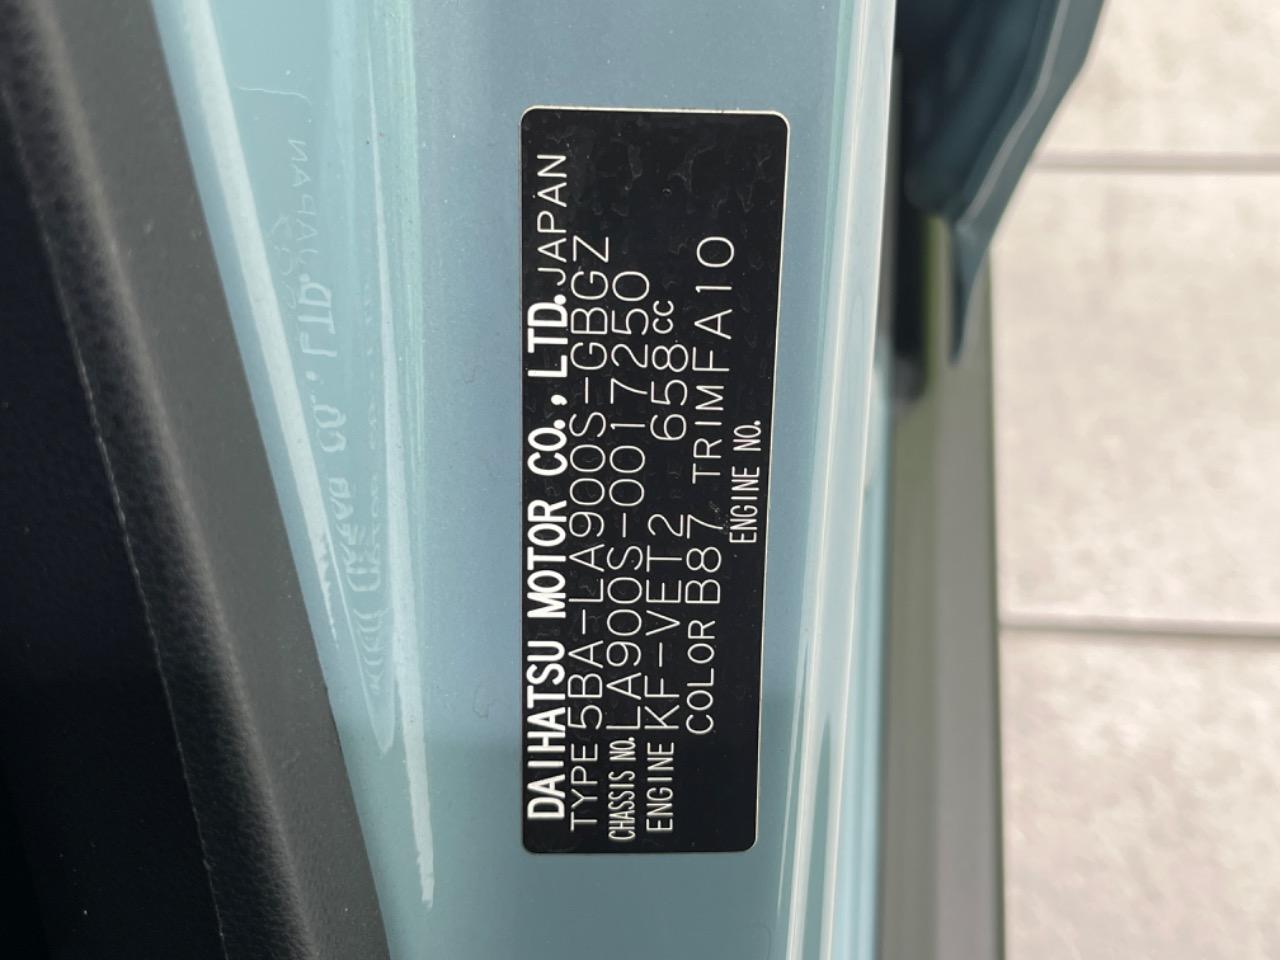 DAIHATSU MOTOR CO., LTD. JAPAN
TYPE 5BA-LA900S-GBGZ
CHASSIS NO. LA900S-0017250
ENGINE KF-VET2 658cc
COLOR B87 TRIM FA10
ENGINE NO.